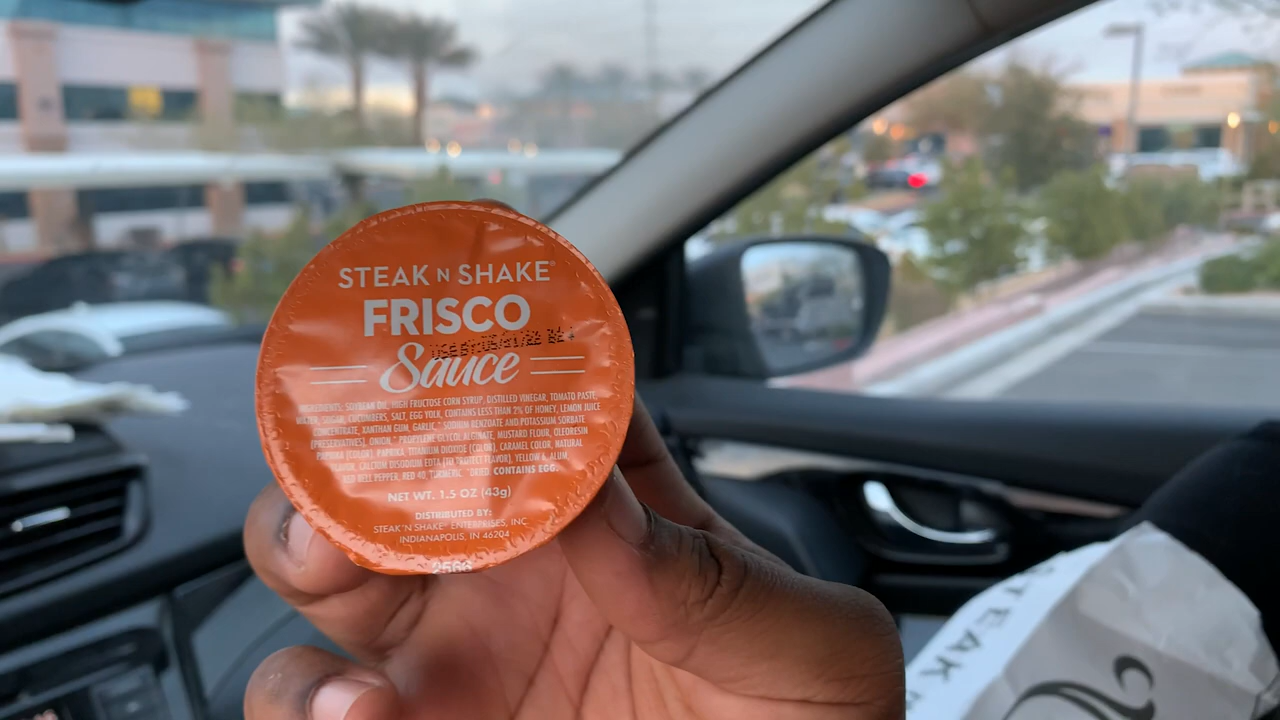 STEAK N SHAKE®
FRISCO
USE BY:
Sauce
INGREDIENTS: SOYBEAN OIL, HIGH FRUCTOSE CORN SYRUP, DISTILLED VINEGAR, TOMATO PASTE,
WATER, SUGAR, CUCUMBERS, SALT, EGG YOLK, CONTAINS LESS THAN 2% OF HONEY, LEMON JUICE
CONCENTRATE, XANTHAN GUM, GARLIC,* SODIUM BENZOATE AND POTASSIUM SORBATE
(PRESERVATIVES), ONION,* PROPYLENE GLYCOL ALGINATE, MUSTARD FLOUR, OLEORESIN
PAPRIKA (COLOR), PAPRIKA, TITANIUM DIOXIDE (COLOR), CARAMEL COLOR, NATURAL
FLAVOR, CALCIUM DISODIUM EDTA (TO PROTECT FLAVOR), YELLOW 6, ALUM,
RED BELL PEPPER, RED 40, TURMERIC. *DRIED. CONTAINS EGG.
NET WT. 1.5 OZ (43g)
DISTRIBUTED BY:
STEAK'N SHAKE® ENTERPRISES, INC.
INDIANAPOLIS, IN 46204
2566
STEAK